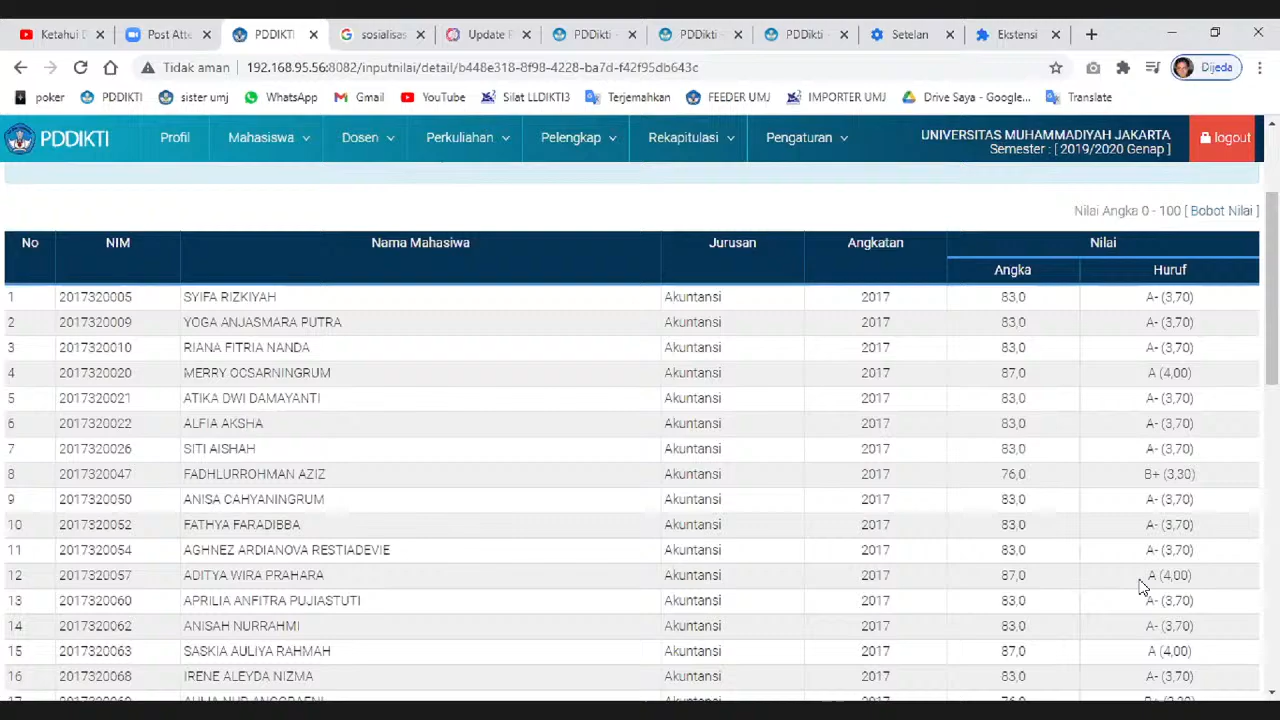 Ketahui D
Post Atte
PDDIKTI
sosialisas
Update P
PDDikti -
PDDikti -
PDDikti -
Setelan
Ekstensi
Tidak aman 192.168.95.56:8082/inputnilai/detail/b448e318-8f98-4228-ba7d-f42f95db643c
Dijeda
poker PDDIKTI sister umj WhatsApp Gmail YouTube Silat LLDIKTI3 Terjemahkan FEEDER UMJ IMPORTER UMJ Drive Saya - Google... Translate
PDDIKTI Profil Mahasiswa Dosen Perkuliahan Pelengkap Rekapitulasi Pengaturan
UNIVERSITAS MUHAMMADIYAH JAKARTA
Semester : [ 2019/2020 Genap ]
logout
Nilai Angka 0 - 100 [ Bobot Nilai ]
No NIM Nama Mahasiwa Jurusan Angkatan Nilai
Angka Huruf
1 2017320005 SYIFA RIZKIYAH Akuntansi 2017 83,0 A- (3,70)
2 2017320009 YOGA ANJASMARA PUTRA Akuntansi 2017 83,0 A- (3,70)
3 2017320010 RIANA FITRIA NANDA Akuntansi 2017 83,0 A- (3,70)
4 2017320020 MERRY OCSARNINGRUM Akuntansi 2017 87,0 A (4,00)
5 2017320021 ATIKA DWI DAMAYANTI Akuntansi 2017 83,0 A- (3,70)
6 2017320022 ALFIA AKSHA Akuntansi 2017 83,0 A- (3,70)
7 2017320026 SITI AISHAH Akuntansi 2017 83,0 A- (3,70)
8 2017320047 FADHLURROHMAN AZIZ Akuntansi 2017 76,0 B+ (3,30)
9 2017320050 ANISA CAHYANINGRUM Akuntansi 2017 83,0 A- (3,70)
10 2017320052 FATHYA FARADIBBA Akuntansi 2017 83,0 A- (3,70)
11 2017320054 AGHNEZ ARDIANOVA RESTIADEVIE Akuntansi 2017 83,0 A- (3,70)
12 2017320057 ADITYA WIRA PRAHARA Akuntansi 2017 87,0 A (4,00)
13 2017320060 APRILIA ANFITRA PUJIASTUTI Akuntansi 2017 83,0 A- (3,70)
14 2017320062 ANISAH NURRAHMI Akuntansi 2017 83,0 A- (3,70)
15 2017320063 SASKIA AULIYA RAHMAH Akuntansi 2017 87,0 A (4,00)
16 2017320068 IRENE ALEYDA NIZMA Akuntansi 2017 83,0 A- (3,70)